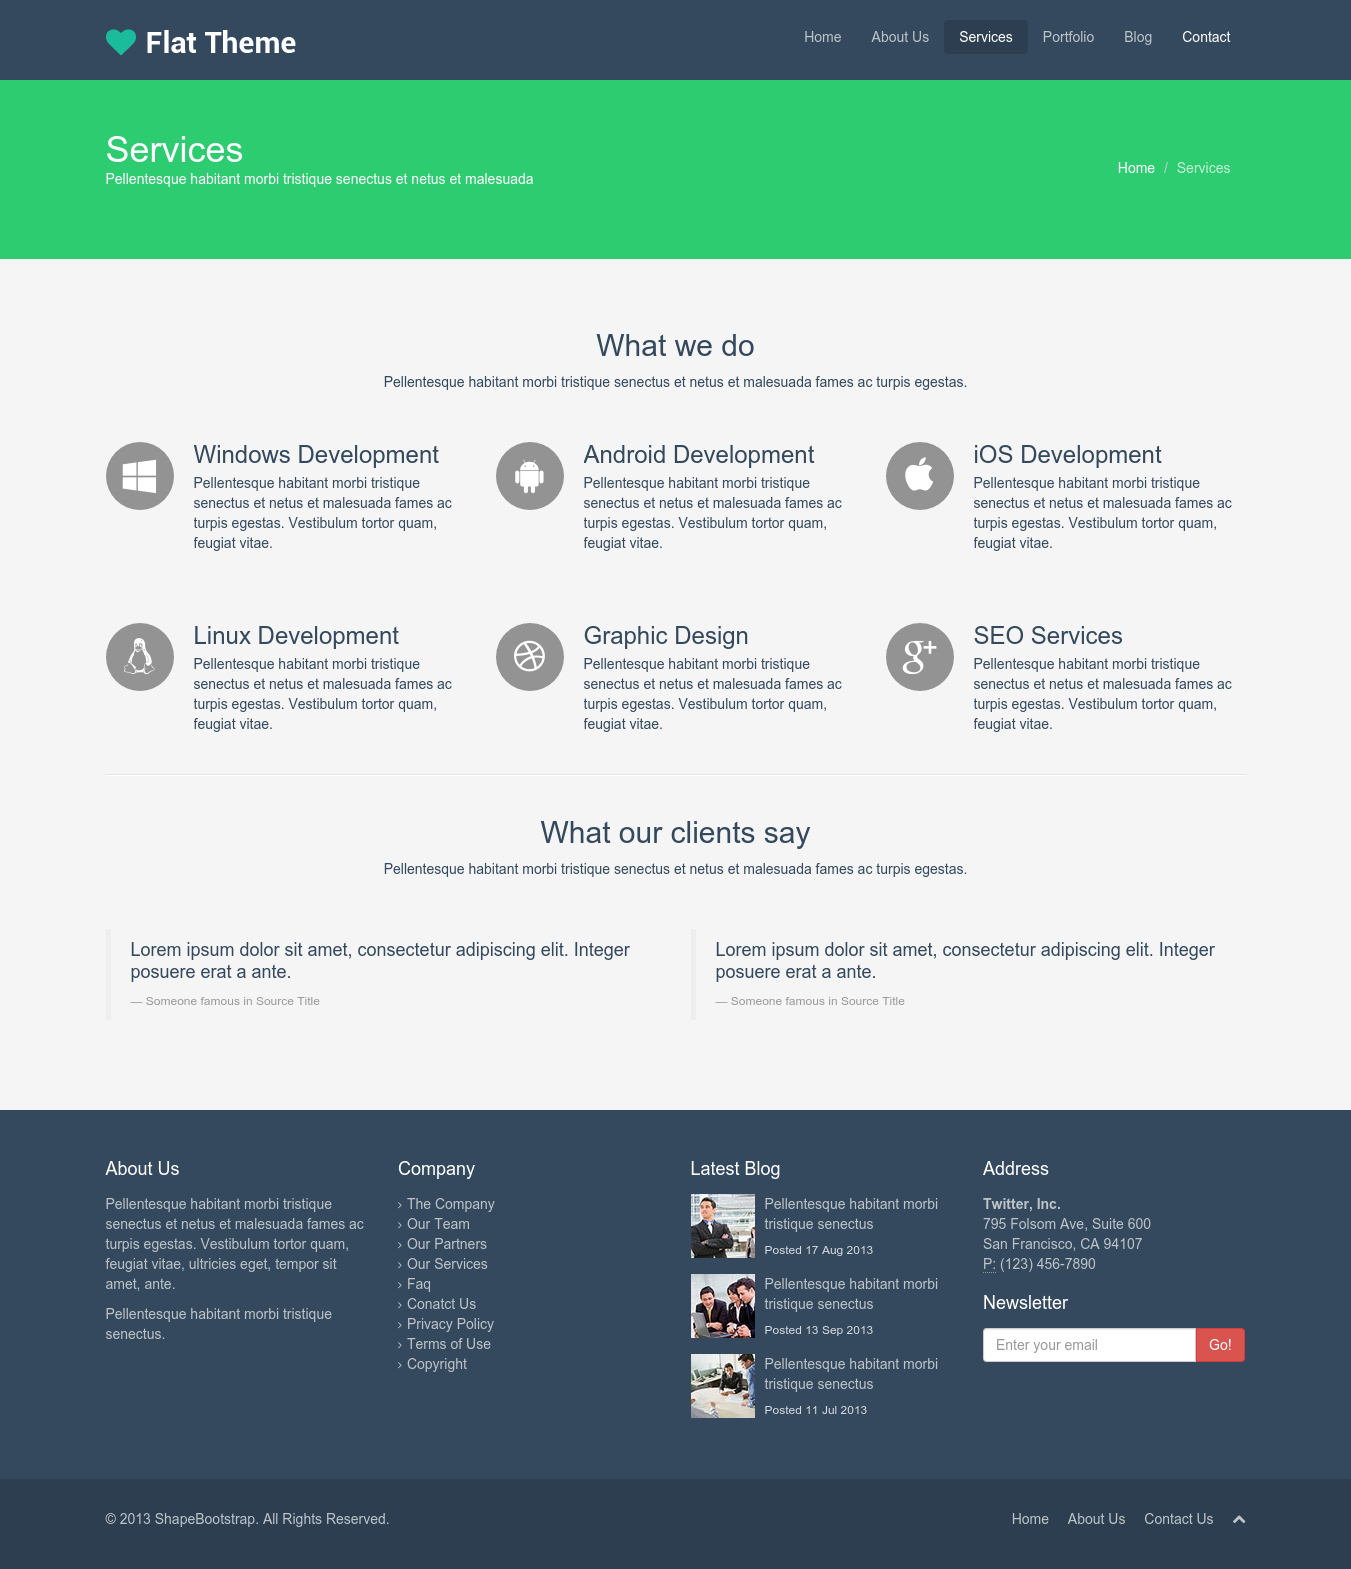 Flat Theme
Home
About Us
Services
Portfolio
Blog
Contact
Services
Pellentesque habitant morbi tristique senectus et netus et malesuada
Home / Services
What we do
Pellentesque habitant morbi tristique senectus et netus et malesuada fames ac turpis egestas.
Windows Development
Pellentesque habitant morbi tristique
senectus et netus et malesuada fames ac
turpis egestas. Vestibulum tortor quam,
feugiat vitae.
Android Development
Pellentesque habitant morbi tristique
senectus et netus et malesuada fames ac
turpis egestas. Vestibulum tortor quam,
feugiat vitae.
iOS Development
Pellentesque habitant morbi tristique
senectus et netus et malesuada fames ac
turpis egestas. Vestibulum tortor quam,
feugiat vitae.
Linux Development
Pellentesque habitant morbi tristique
senectus et netus et malesuada fames ac
turpis egestas. Vestibulum tortor quam,
feugiat vitae.
Graphic Design
Pellentesque habitant morbi tristique
senectus et netus et malesuada fames ac
turpis egestas. Vestibulum tortor quam,
feugiat vitae.
g+
SEO Services
Pellentesque habitant morbi tristique
senectus et netus et malesuada fames ac
turpis egestas. Vestibulum tortor quam,
feugiat vitae.
What our clients say
Pellentesque habitant morbi tristique senectus et netus et malesuada fames ac turpis egestas.
Lorem ipsum dolor sit amet, consectetur adipiscing elit. Integer
posuere erat a ante.
— Someone famous in Source Title
Lorem ipsum dolor sit amet, consectetur adipiscing elit. Integer
posuere erat a ante.
— Someone famous in Source Title
About Us
Pellentesque habitant morbi tristique
senectus et netus et malesuada fames ac
turpis egestas. Vestibulum tortor quam,
feugiat vitae, ultricies eget, tempor sit
amet, ante.
Pellentesque habitant morbi tristique
senectus.
Company
› The Company
› Our Team
› Our Partners
› Our Services
› Faq
› Conatct Us
› Privacy Policy
› Terms of Use
› Copyright
Latest Blog
Pellentesque habitant morbi
tristique senectus
Posted 17 Aug 2013
Pellentesque habitant morbi
tristique senectus
Posted 13 Sep 2013
Pellentesque habitant morbi
tristique senectus
Posted 11 Jul 2013
Address
Twitter, Inc.
795 Folsom Ave, Suite 600
San Francisco, CA 94107
P: (123) 456-7890
Newsletter
Enter your email
Go!
© 2013 ShapeBootstrap. All Rights Reserved.
Home
About Us
Contact Us